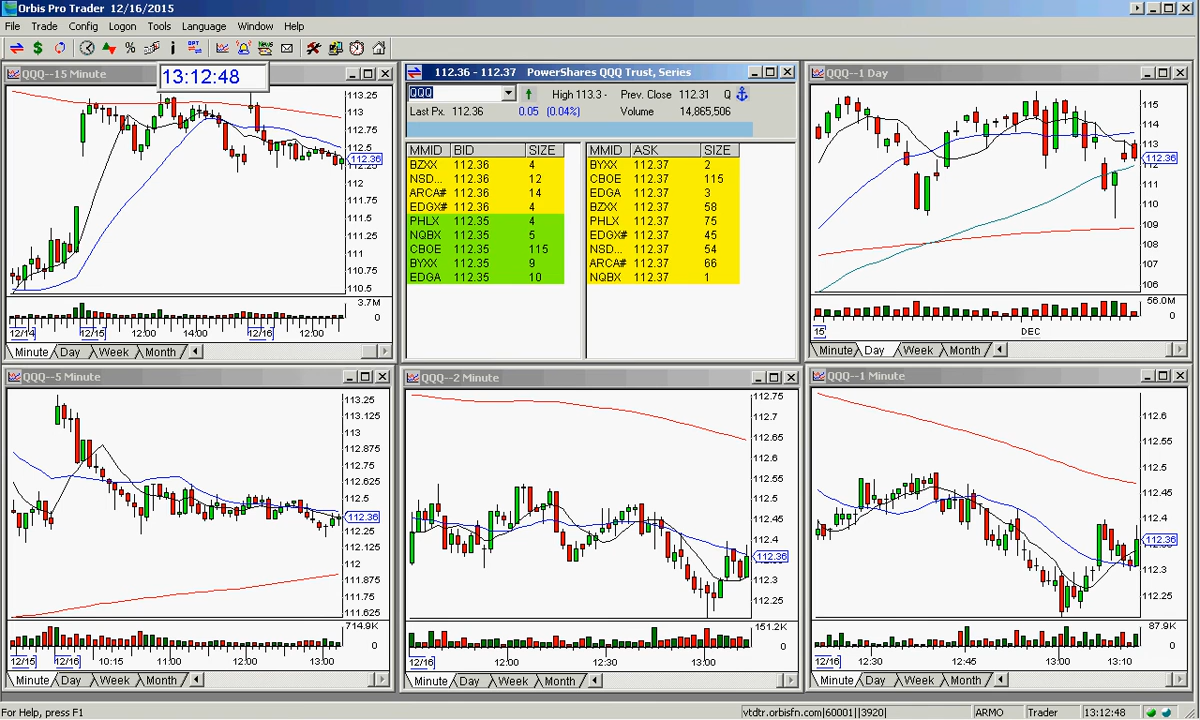 Orbis Pro Trader 12/16/2015
File Trade Config Logon Tools Language Window Help
QQQ--15 Minute
13:12:48
113.25
113
112.75
112.5
112.36
112
111.75
111.5
111.25
111
110.75
110.5
3.7M
0
12/14 12/15 12:00 14:00 12/16 12:00
Minute Day Week Month
112.36 - 112.37 PowerShares QQQ Trust, Series
QQQ High 113.3- Prev. Close 112.31 Q
Last Px. 112.36 0.05 (0.04%) Volume 14,865,506
MMID BID SIZE
BZXX 112.36 4
NSD... 112.36 12
ARCA# 112.36 14
EDGX# 112.36 4
PHLX 112.35 4
NQBX 112.35 5
CBOE 112.35 115
BYXX 112.35 9
EDGA 112.35 10
MMID ASK SIZE
BYXX 112.37 2
CBOE 112.37 115
EDGA 112.37 3
BZXX 112.37 58
PHLX 112.37 75
EDGX# 112.37 45
NSD... 112.37 54
ARCA# 112.37 66
NQBX 112.37 1
QQQ--1 Day
115
114
113
112.36
111
110
109
108
107
106
56.0M
0
15 DEC
Minute Day Week Month
QQQ--5 Minute
113.25
113.125
113
112.875
112.75
112.625
112.5
112.36
112.25
112.125
112
111.875
111.75
111.625
714.9K
0
12/15 12/16 10:15 11:00 12:00 13:00
Minute Day Week Month
QQQ--2 Minute
112.75
112.65
112.6
112.55
112.5
112.45
112.4
112.36
112.3
112.25
151.2K
0
12/16 12:00 12:30 13:00
Minute Day Week Month
QQQ--1 Minute
112.6
112.55
112.5
112.45
112.4
112.36
112.3
112.25
87.9K
0
12/16 12:30 12:45 13:00 13:10
Minute Day Week Month
For Help, press F1
vtdtr.orbisfn.com|60001||3920| ARMO Trader 13:12:48